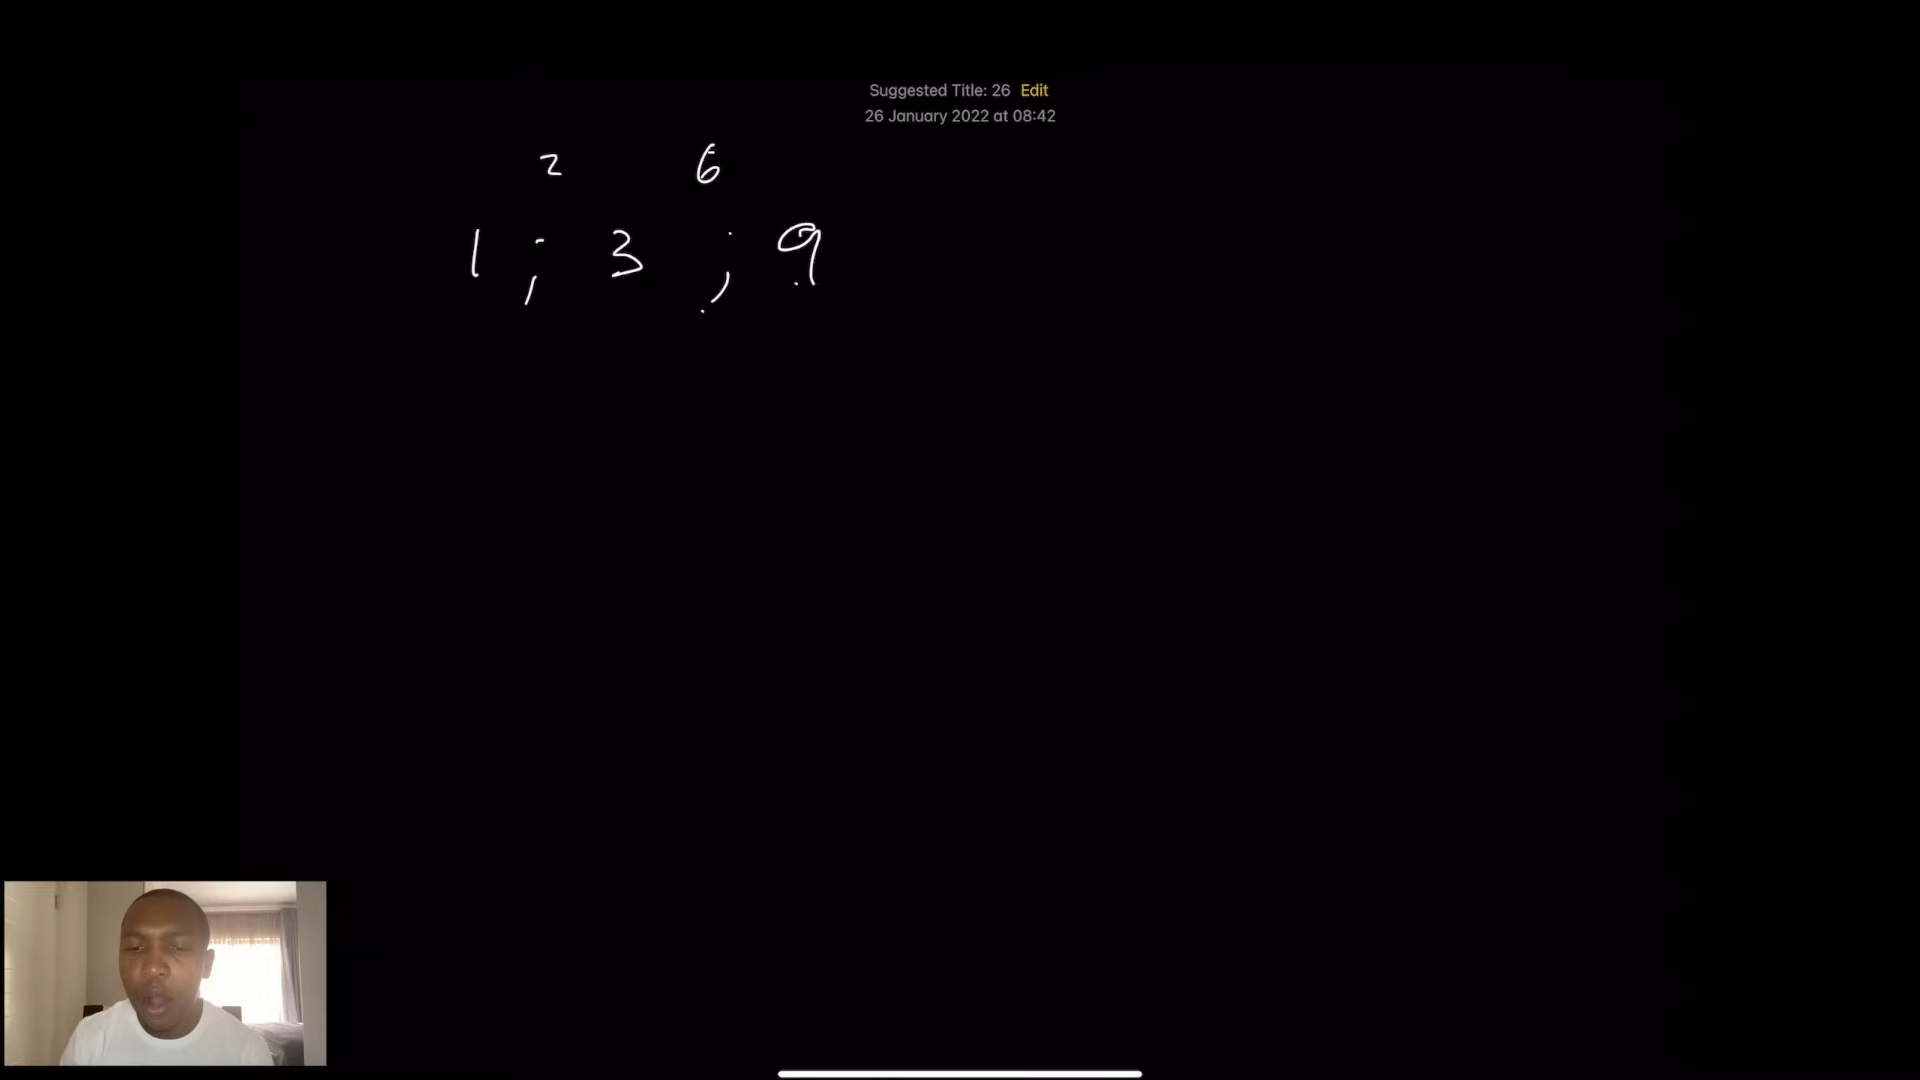 Suggested Title: 26 Edit
26 January 2022 at 08:42
2 6
1 ; 3 ; 9